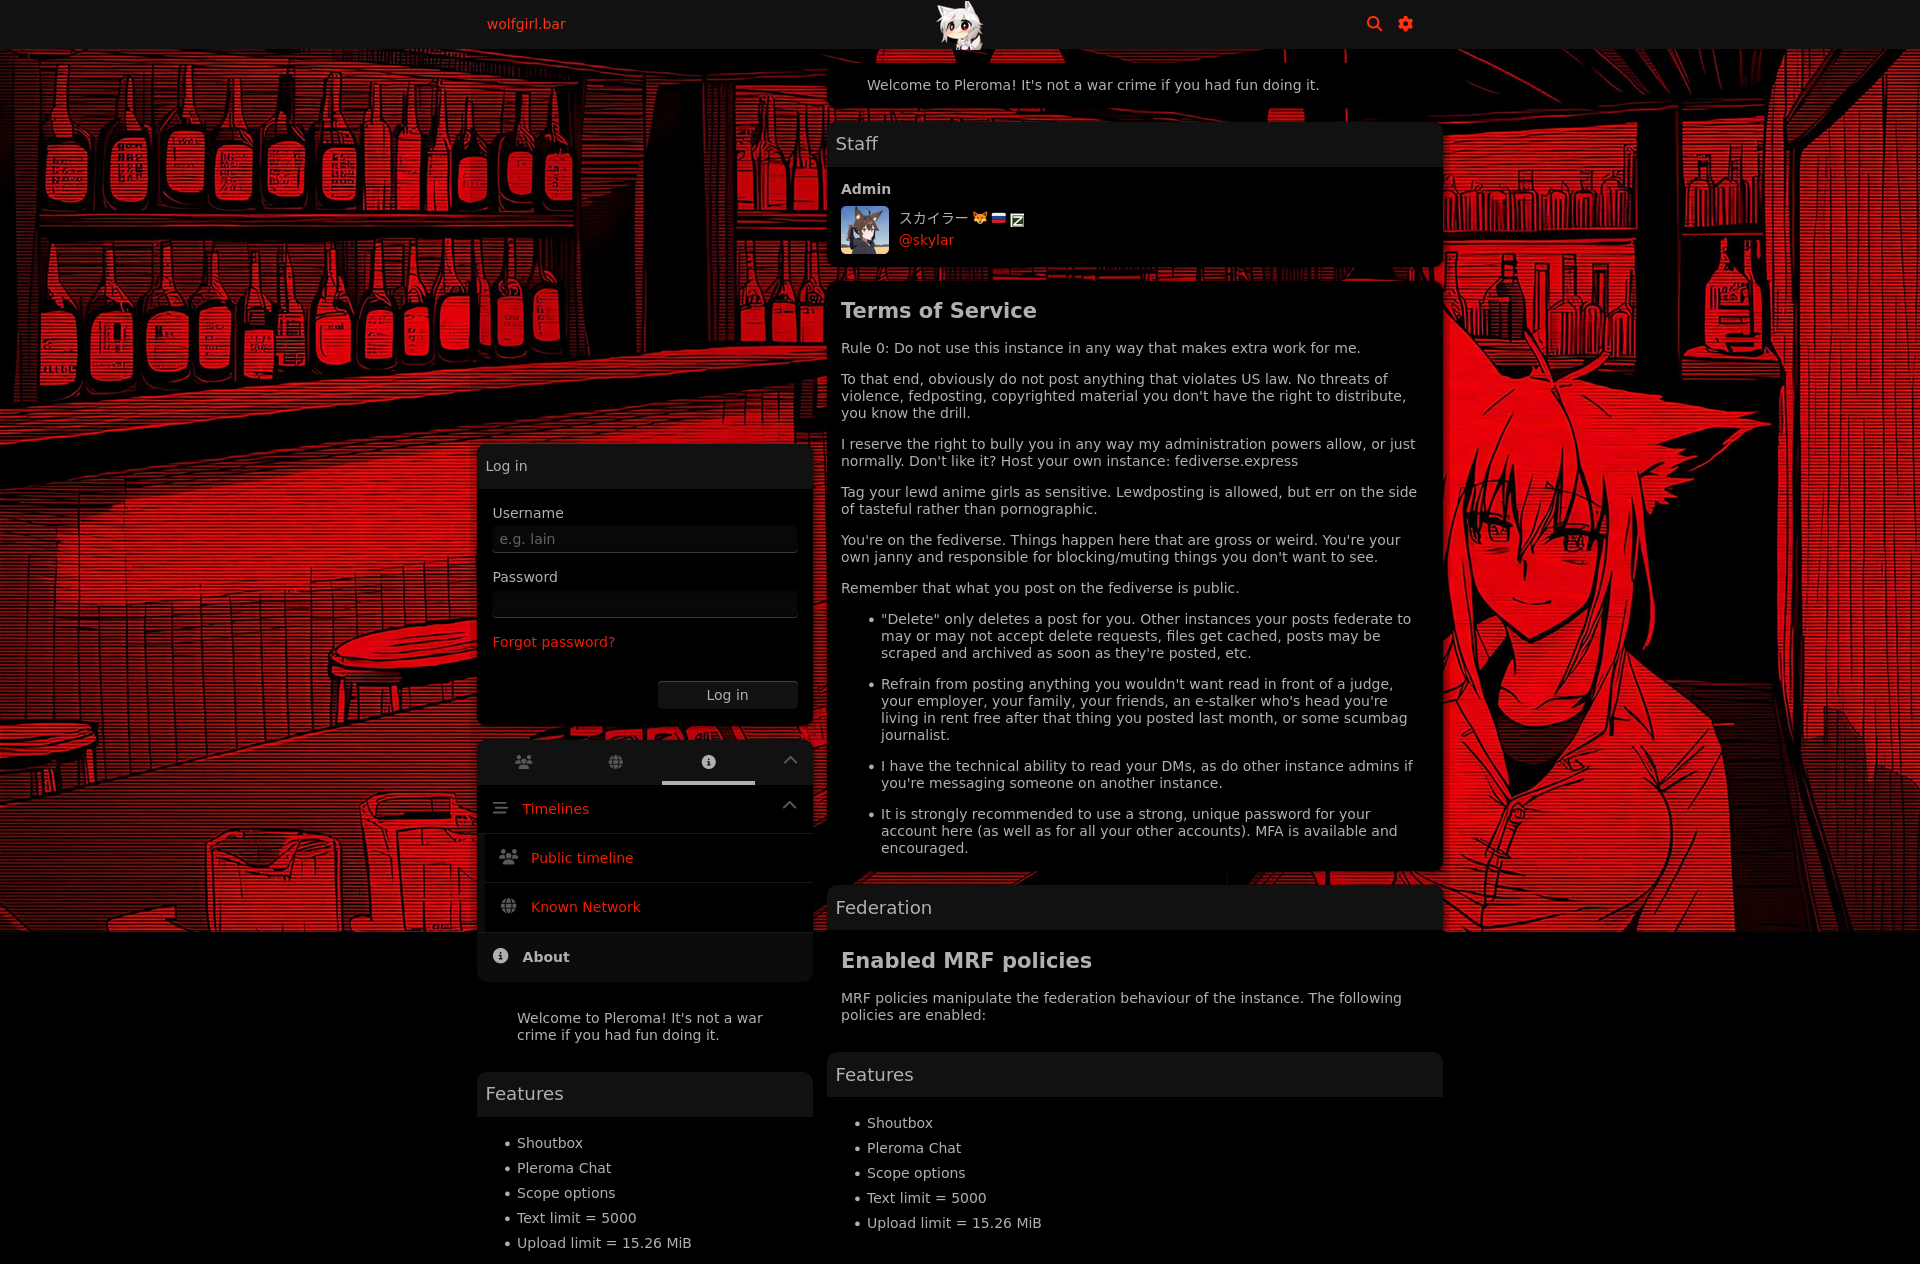 wolfgirl.bar
Welcome to Pleroma! It's not a war crime if you had fun doing it.
Staff
Admin
スカイラー
@skylar
Terms of Service
Rule 0: Do not use this instance in any way that makes extra work for me.
To that end, obviously do not post anything that violates US law. No threats of
violence, fedposting, copyrighted material you don't have the right to distribute,
you know the drill.
I reserve the right to bully you in any way my administration powers allow, or just
normally. Don't like it? Host your own instance: fediverse.express
Tag your lewd anime girls as sensitive. Lewdposting is allowed, but err on the side
of tasteful rather than pornographic.
You're on the fediverse. Things happen here that are gross or weird. You're your
own janny and responsible for blocking/muting things you don't want to see.
Remember that what you post on the fediverse is public.
• "Delete" only deletes a post for you. Other instances your posts federate to
may or may not accept delete requests, files get cached, posts may be
scraped and archived as soon as they're posted, etc.
• Refrain from posting anything you wouldn't want read in front of a judge,
your employer, your family, your friends, an e-stalker who's head you're
living in rent free after that thing you posted last month, or some scumbag
journalist.
• I have the technical ability to read your DMs, as do other instance admins if
you're messaging someone on another instance.
• It is strongly recommended to use a strong, unique password for your
account here (as well as for all your other accounts). MFA is available and
encouraged.
Federation
Enabled MRF policies
MRF policies manipulate the federation behaviour of the instance. The following
policies are enabled:
Features
• Shoutbox
• Pleroma Chat
• Scope options
• Text limit = 5000
• Upload limit = 15.26 MiB
Log in
Username
e.g. lain
Password
Forgot password?
Log in
Timelines
Public timeline
Known Network
About
Welcome to Pleroma! It's not a war
crime if you had fun doing it.
Features
• Shoutbox
• Pleroma Chat
• Scope options
• Text limit = 5000
• Upload limit = 15.26 MiB